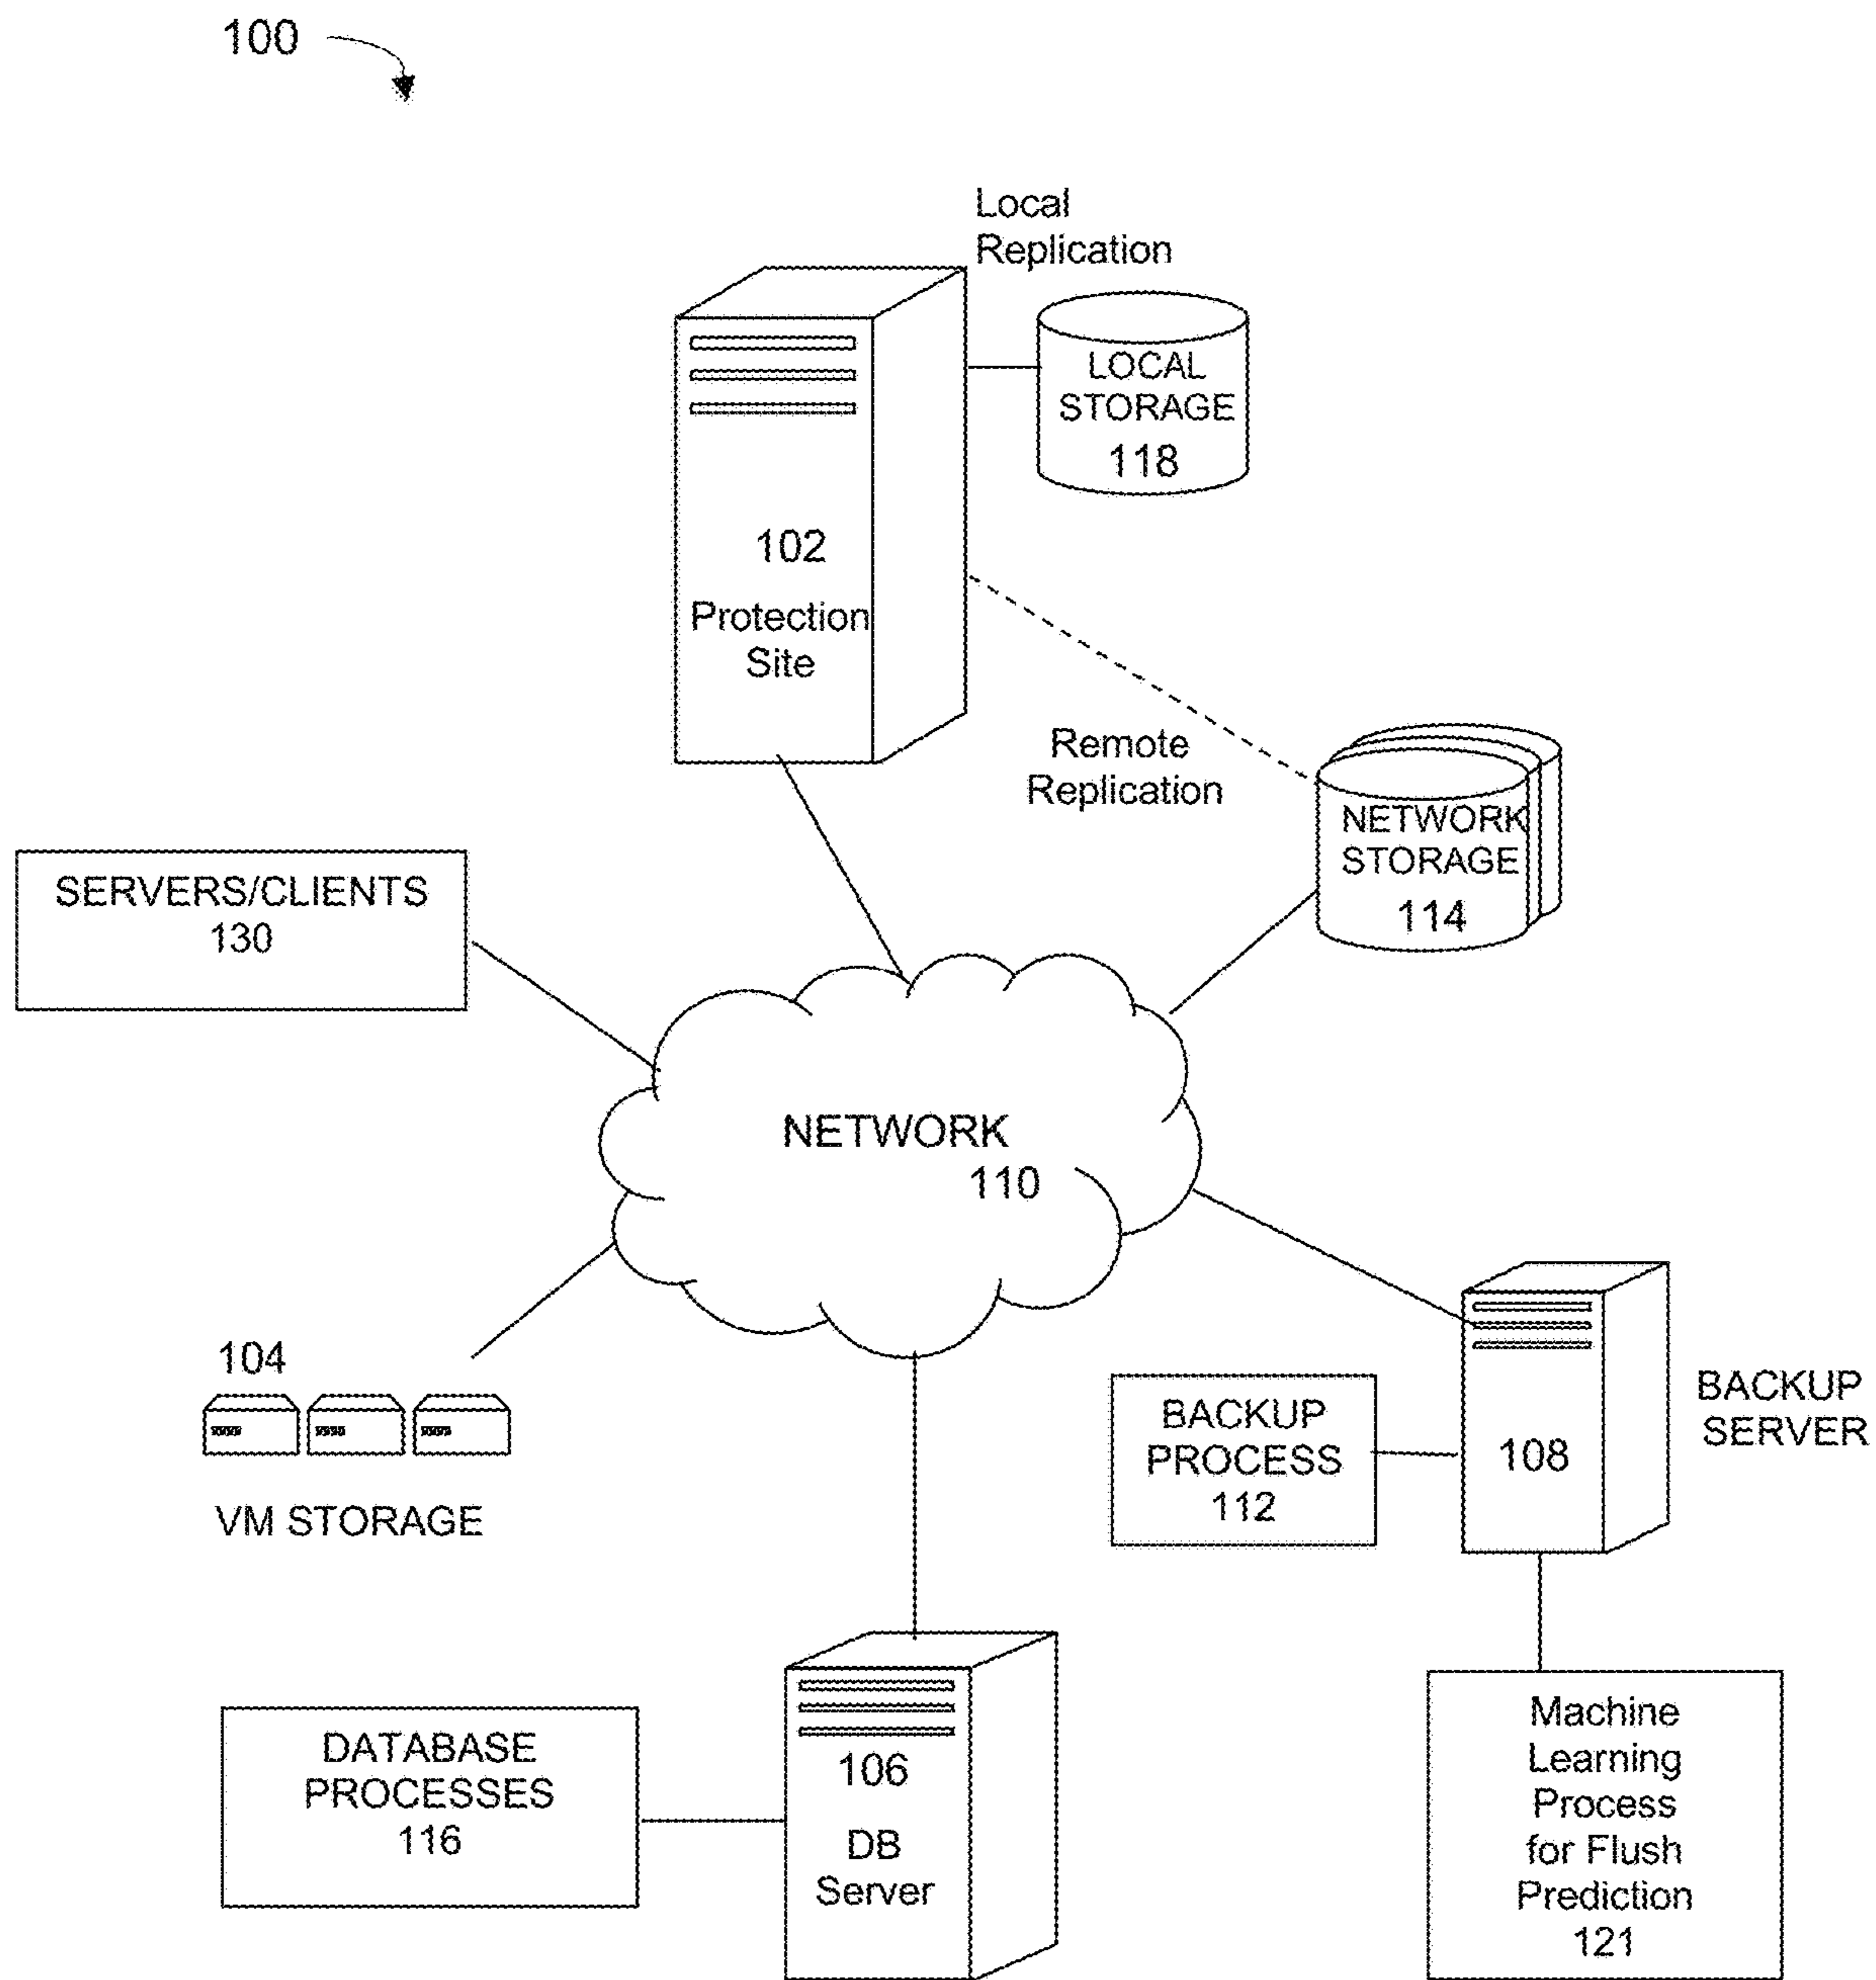 100
Local
Replication
LOCAL
STORAGE
118
102
Protection
Site
Remote
Replication
NETWORK
STORAGE
114
SERVERS/CLIENTS
130
NETWORK
110
104
VM STORAGE
BACKUP
PROCESS
112
108
BACKUP
SERVER
DATABASE
PROCESSES
116
106
DB
Server
Machine
Learning
Process
for Flush
Prediction
121